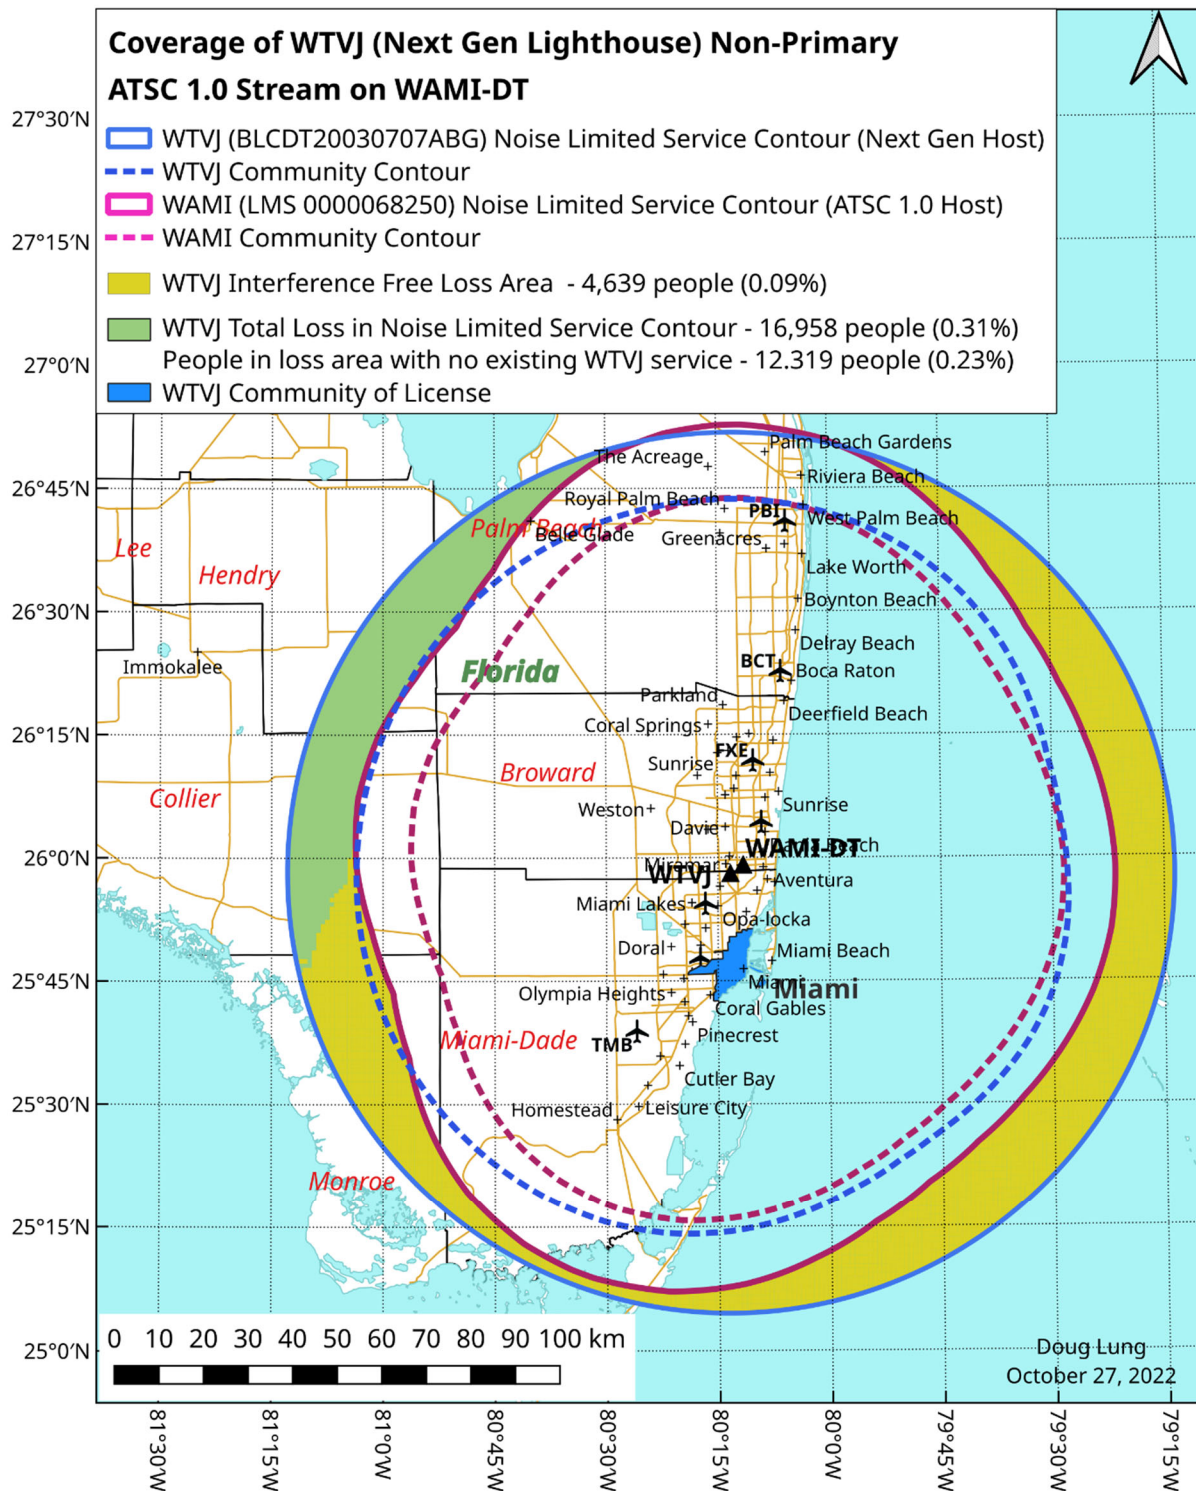 Coverage of WTVJ (Next Gen Lighthouse) Non-Primary
ATSC 1.0 Stream on WAMI-DT
WTVJ (BLCDT20030707ABG) Noise Limited Service Contour (Next Gen Host)
WTVJ Community Contour
WAMI (LMS 0000068250) Noise Limited Service Contour (ATSC 1.0 Host)
WAMI Community Contour
WTVJ Interference Free Loss Area - 4,639 people (0.09%)
WTVJ Total Loss in Noise Limited Service Contour - 16,958 people (0.31%)
People in loss area with no existing WTVJ service - 12.319 people (0.23%)
WTVJ Community of License
27°30′N
27°15′N
27°0′N
26°45′N
26°30′N
26°15′N
26°0′N
25°45′N
25°30′N
25°15′N
25°0′N
Palm Beach Gardens
The Acreage
Riviera Beach
Royal Palm Beach
PBI
West Palm Beach
Palm Beach
Belle Glade
Greenacres
Lee
Hendry
Lake Worth
Boynton Beach
Delray Beach
Immokalee
Florida
BCT
Boca Raton
Parkland
Deerfield Beach
Coral Springs
FXE
Sunrise
Broward
Collier
Weston
Sunrise
Davie
WAMI-DT
Beach
Miramar
WTVJ
Aventura
Miami Lakes
Opa-locka
Doral
Miami Beach
Miami
Miami
Olympia Heights
Coral Gables
Miami-Dade
TMB
Pinecrest
Cutler Bay
Homestead
Leisure City
Monroe
0 10 20 30 40 50 60 70 80 90 100 km
Doug Lung
October 27, 2022
81°30′W
81°15′W
81°0′W
80°45′W
80°30′W
80°15′W
80°0′W
79°45′W
79°30′W
79°15′W